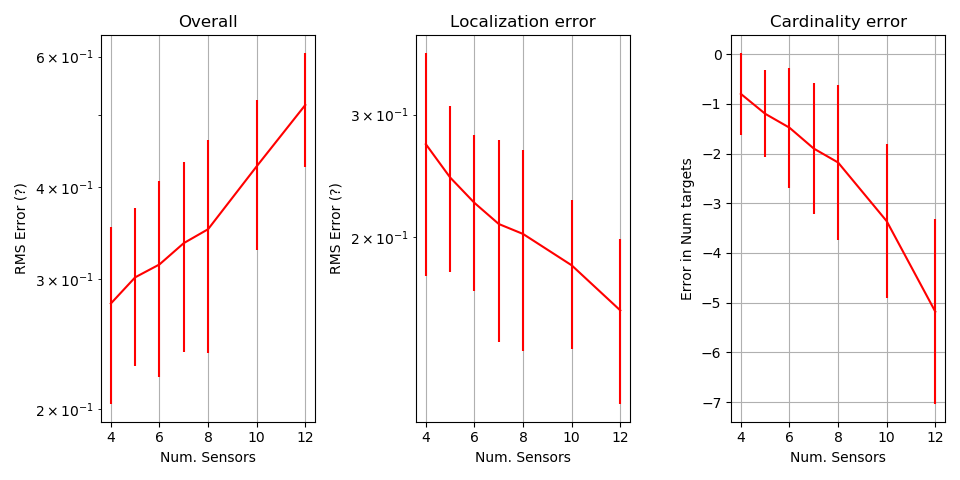 Overall
Localization error
Cardinality error
6 × 10⁻¹
4 × 10⁻¹
3 × 10⁻¹
2 × 10⁻¹
RMS Error (?)
4 6 8 10 12
Num. Sensors
3 × 10⁻¹
2 × 10⁻¹
RMS Error (?)
4 6 8 10 12
Num. Sensors
0
−1
−2
−3
−4
−5
−6
−7
Error in Num targets
4 6 8 10 12
Num. Sensors